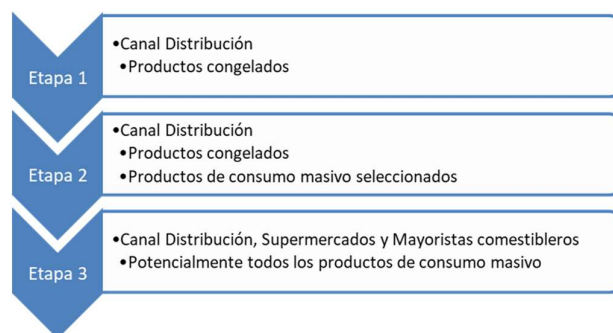 Etapa 1
•Canal Distribución
•Productos congelados
Etapa 2
•Canal Distribución
•Productos congelados
•Productos de consumo masivo seleccionados
Etapa 3
•Canal Distribución, Supermercados y Mayoristas comestibleros
•Potencialmente todos los productos de consumo masivo